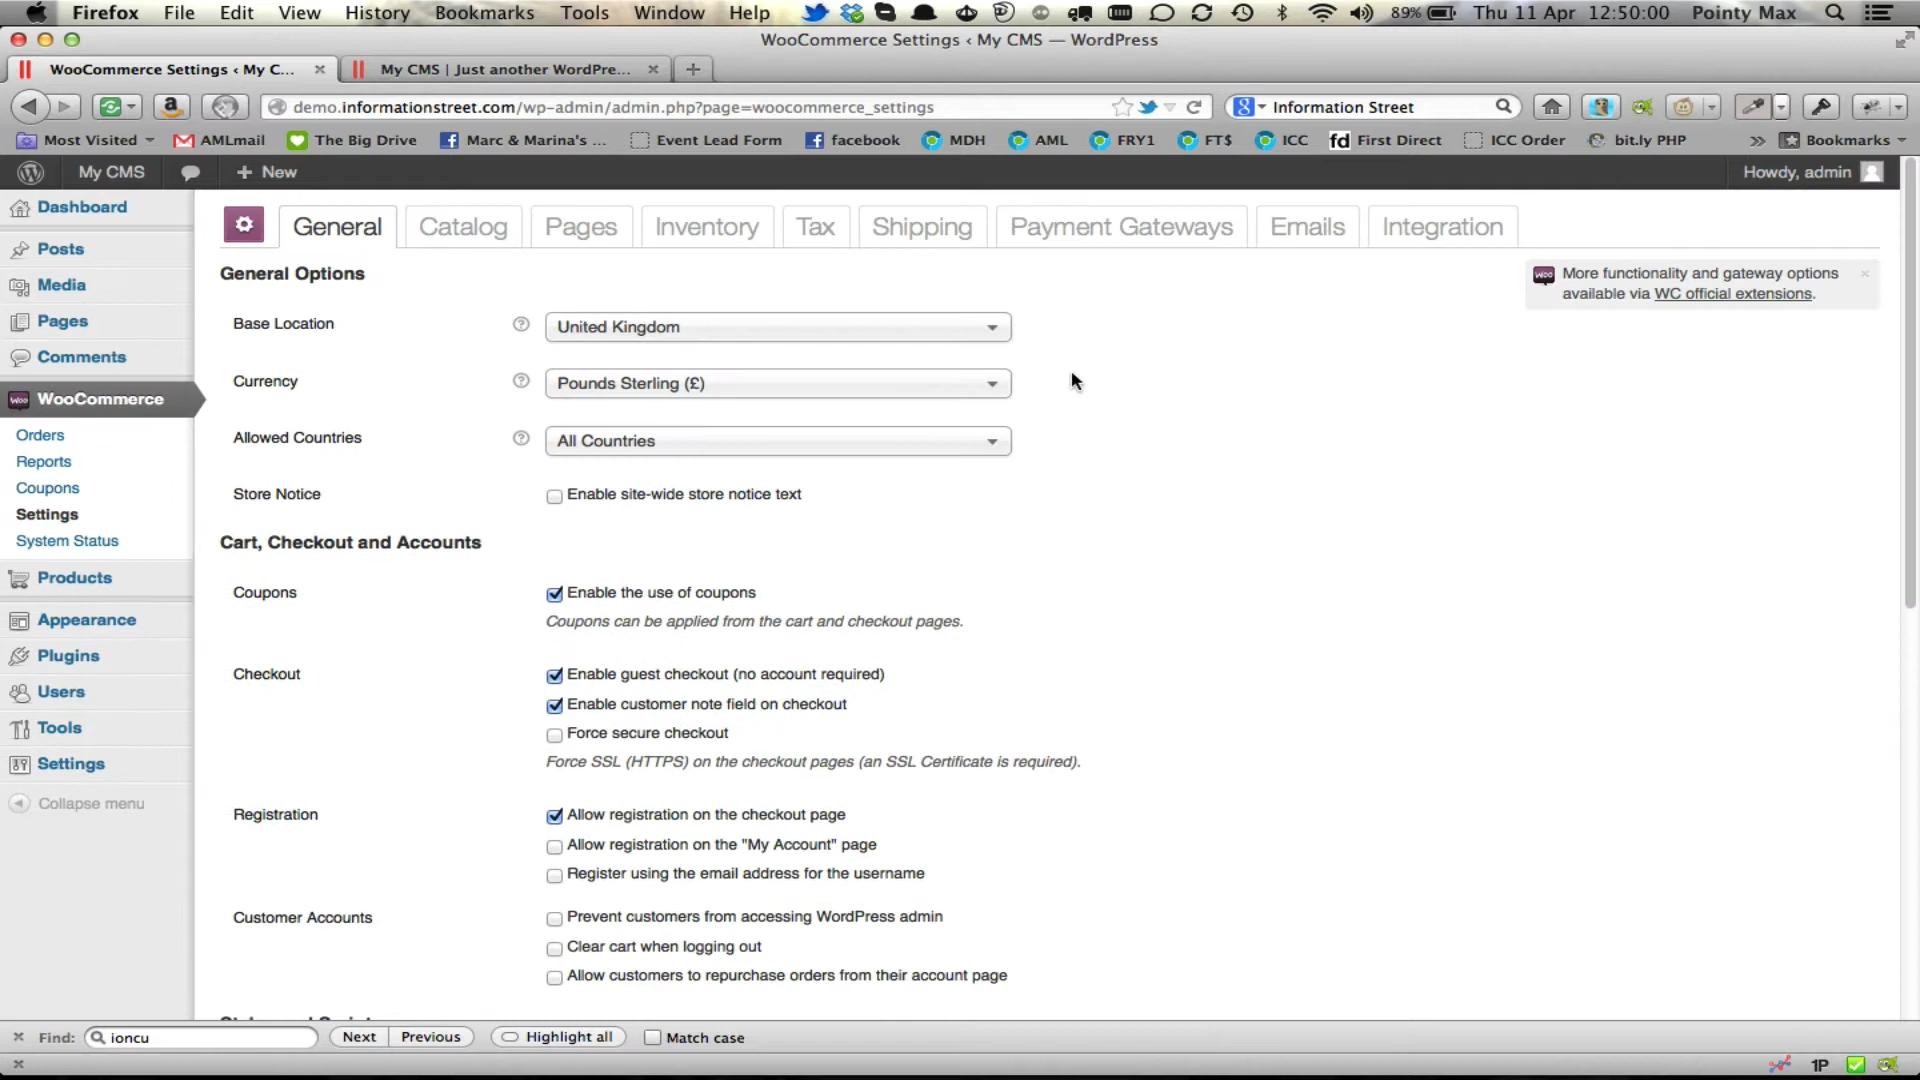 Firefox File Edit View History Bookmarks Tools Window Help 89% Thu 11 Apr 12:50:00 Pointy Max
WooCommerce Settings ‹ My CMS — WordPress
WooCommerce Settings ‹ My C... My CMS | Just another WordPre...
demo.informationstreet.com/wp-admin/admin.php?page=woocommerce_settings Information Street
Most Visited AMLmail The Big Drive Marc & Marina's ... Event Lead Form facebook MDH AML FRY1 FT$ ICC fd First Direct ICC Order bit.ly PHP » Bookmarks
My CMS + New Howdy, admin
Dashboard
Posts
Media
Pages
Comments
WooCommerce
Orders
Reports
Coupons
Settings
System Status
Products
Appearance
Plugins
Users
Tools
Settings
Collapse menu
General Catalog Pages Inventory Tax Shipping Payment Gateways Emails Integration
General Options
More functionality and gateway options
available via WC official extensions.
Base Location United Kingdom
Currency Pounds Sterling (£)
Allowed Countries All Countries
Store Notice Enable site-wide store notice text
Cart, Checkout and Accounts
Coupons Enable the use of coupons
Coupons can be applied from the cart and checkout pages.
Checkout Enable guest checkout (no account required)
Enable customer note field on checkout
Force secure checkout
Force SSL (HTTPS) on the checkout pages (an SSL Certificate is required).
Registration Allow registration on the checkout page
Allow registration on the "My Account" page
Register using the email address for the username
Customer Accounts Prevent customers from accessing WordPress admin
Clear cart when logging out
Allow customers to repurchase orders from their account page
Find: ioncu Next Previous Highlight all Match case
1P